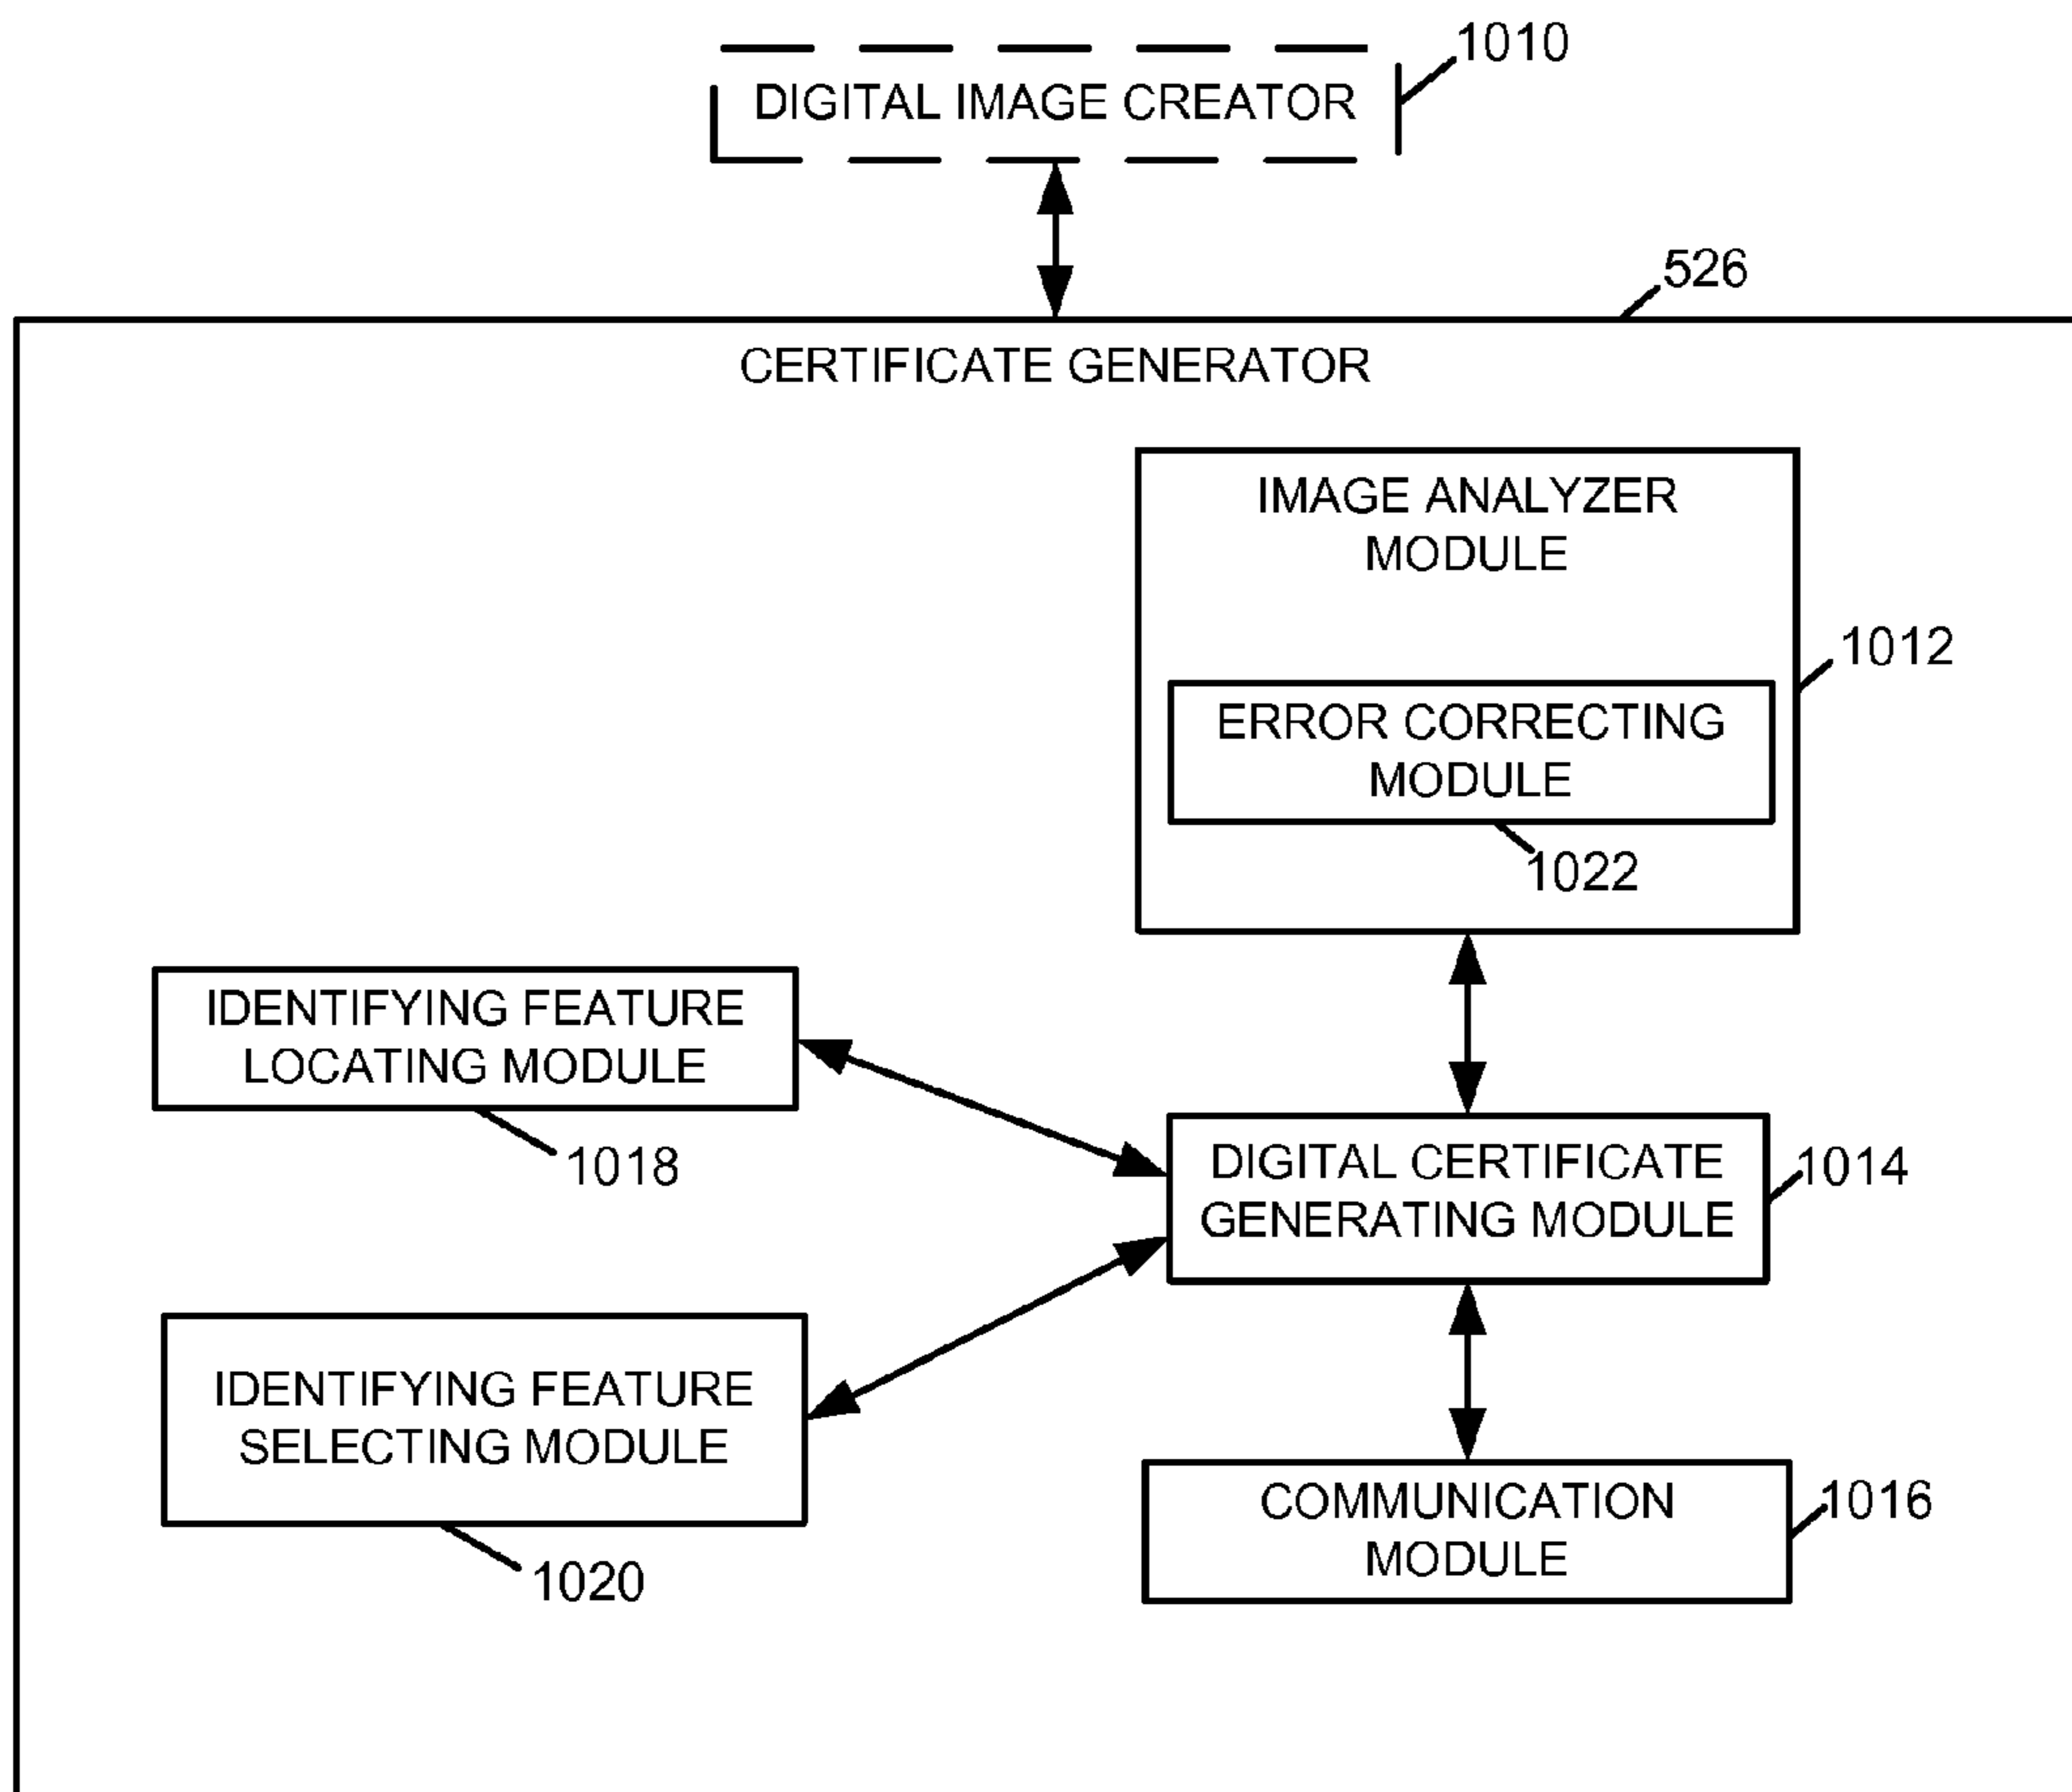 1010
DIGITAL IMAGE CREATOR
526
CERTIFICATE GENERATOR
IMAGE ANALYZER
MODULE
1012
ERROR CORRECTING
MODULE
1022
IDENTIFYING FEATURE
LOCATING MODULE
1018
DIGITAL CERTIFICATE
GENERATING MODULE
1014
IDENTIFYING FEATURE
SELECTING MODULE
1020
COMMUNICATION
MODULE
1016